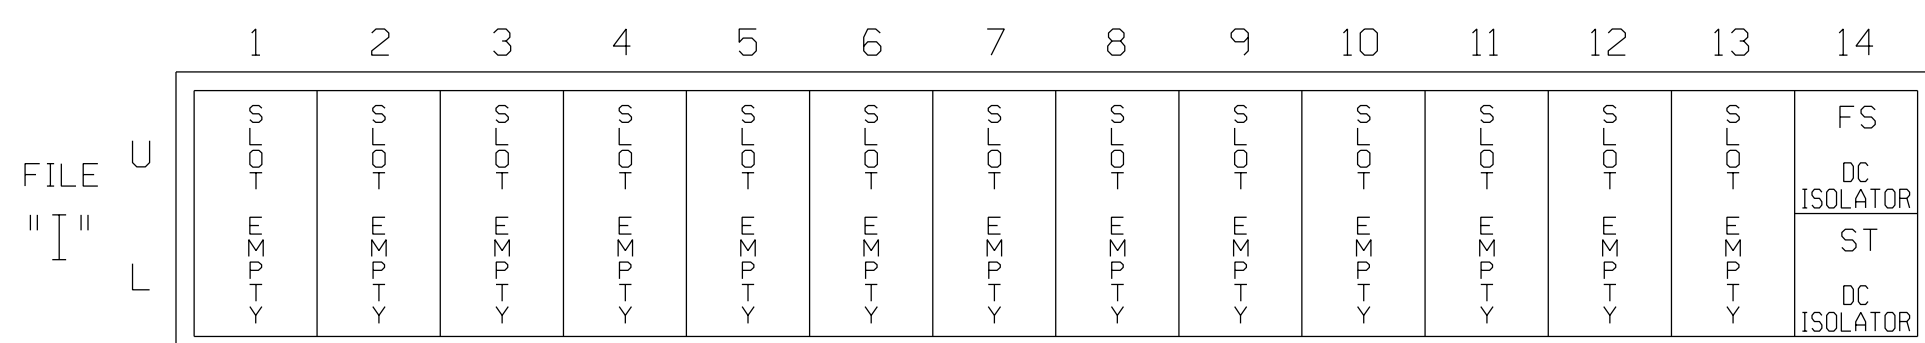 1 2 3 4 5 6 7 8 9 10 11 12 13 14
FILE
"I"
U
L
SLOT EMPTY
SLOT EMPTY
SLOT EMPTY
SLOT EMPTY
SLOT EMPTY
SLOT EMPTY
SLOT EMPTY
SLOT EMPTY
SLOT EMPTY
SLOT EMPTY
SLOT EMPTY
SLOT EMPTY
SLOT EMPTY
FS
DC
ISOLATOR
ST
DC
ISOLATOR